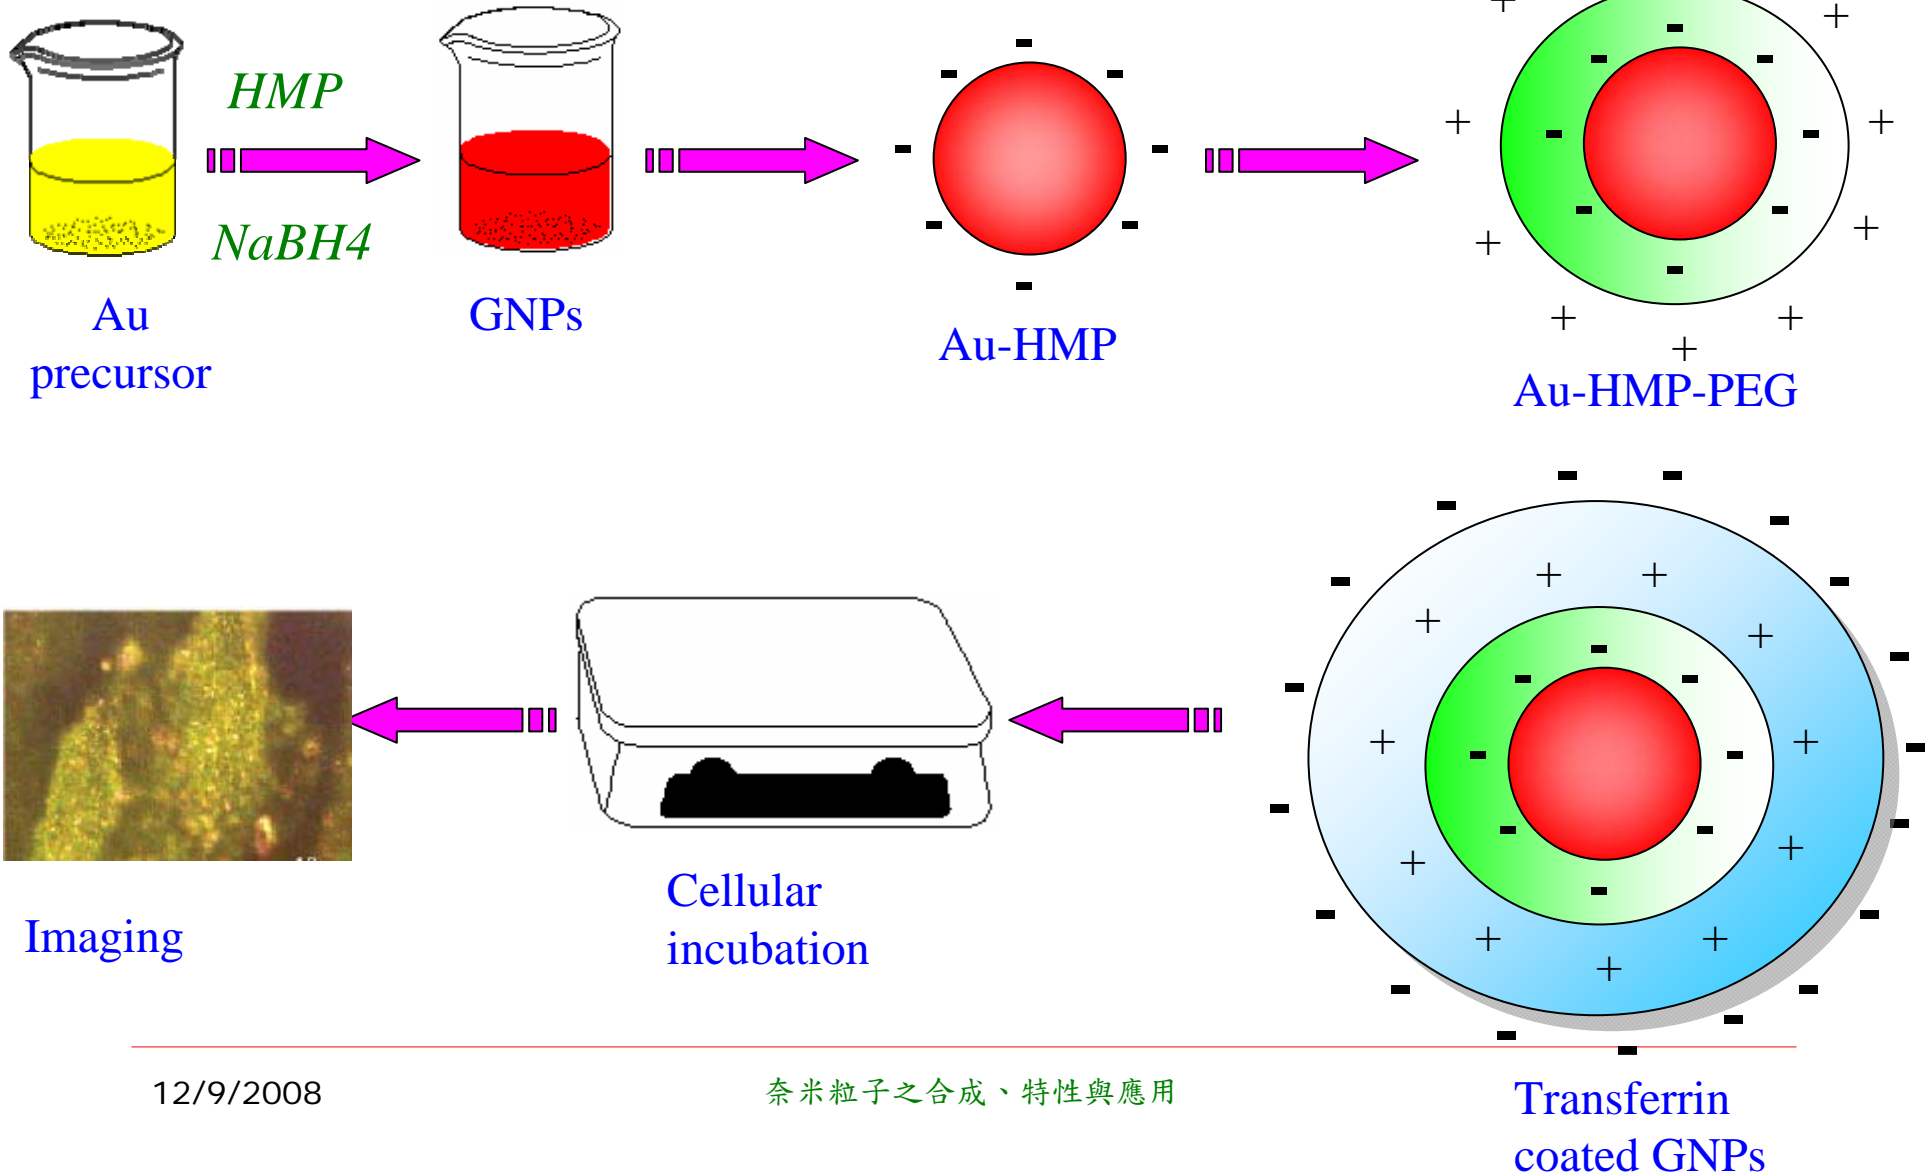 HMP
NaBH4
Au
precursor
GNPs
Au-HMP
Au-HMP-PEG
Imaging
Cellular
incubation
Transferrin
coated GNPs
12/9/2008
奈米粒子之合成、特性與應用